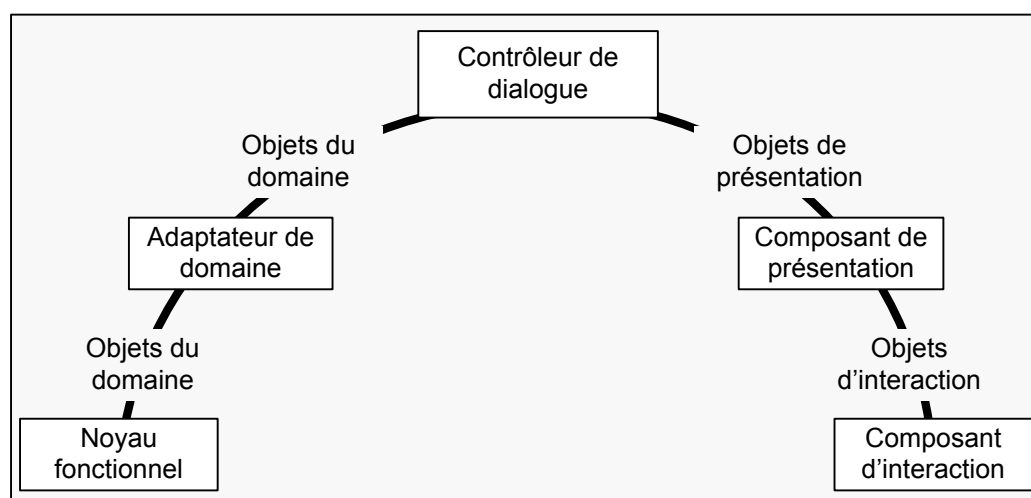 Contrôleur de
dialogue
Objets du
domaine
Objets de
présentation
Adaptateur de
domaine
Composant de
présentation
Objets du
domaine
Objets
d’interaction
Noyau
fonctionnel
Composant
d’interaction